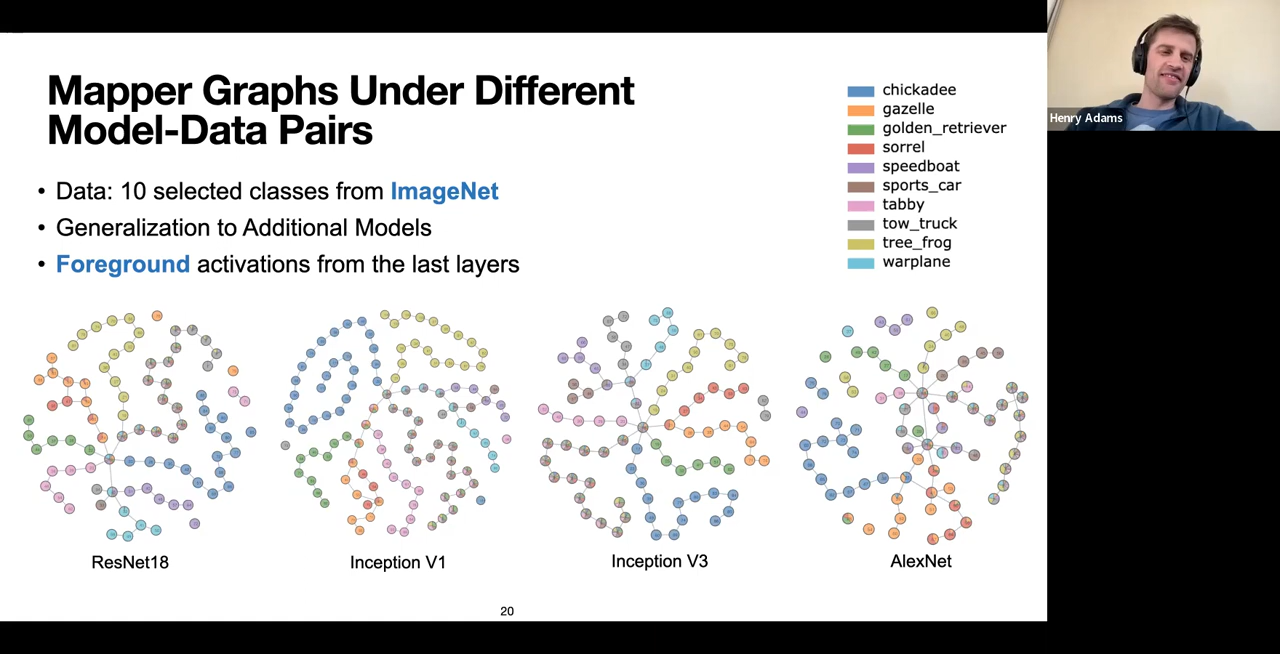 Mapper Graphs Under Different
Model-Data Pairs
• Data: 10 selected classes from ImageNet
• Generalization to Additional Models
• Foreground activations from the last layers
chickadee
gazelle
golden_retriever
sorrel
speedboat
sports_car
tabby
tow_truck
tree_frog
warplane
Henry Adams
ResNet18
Inception V1
Inception V3
AlexNet
20